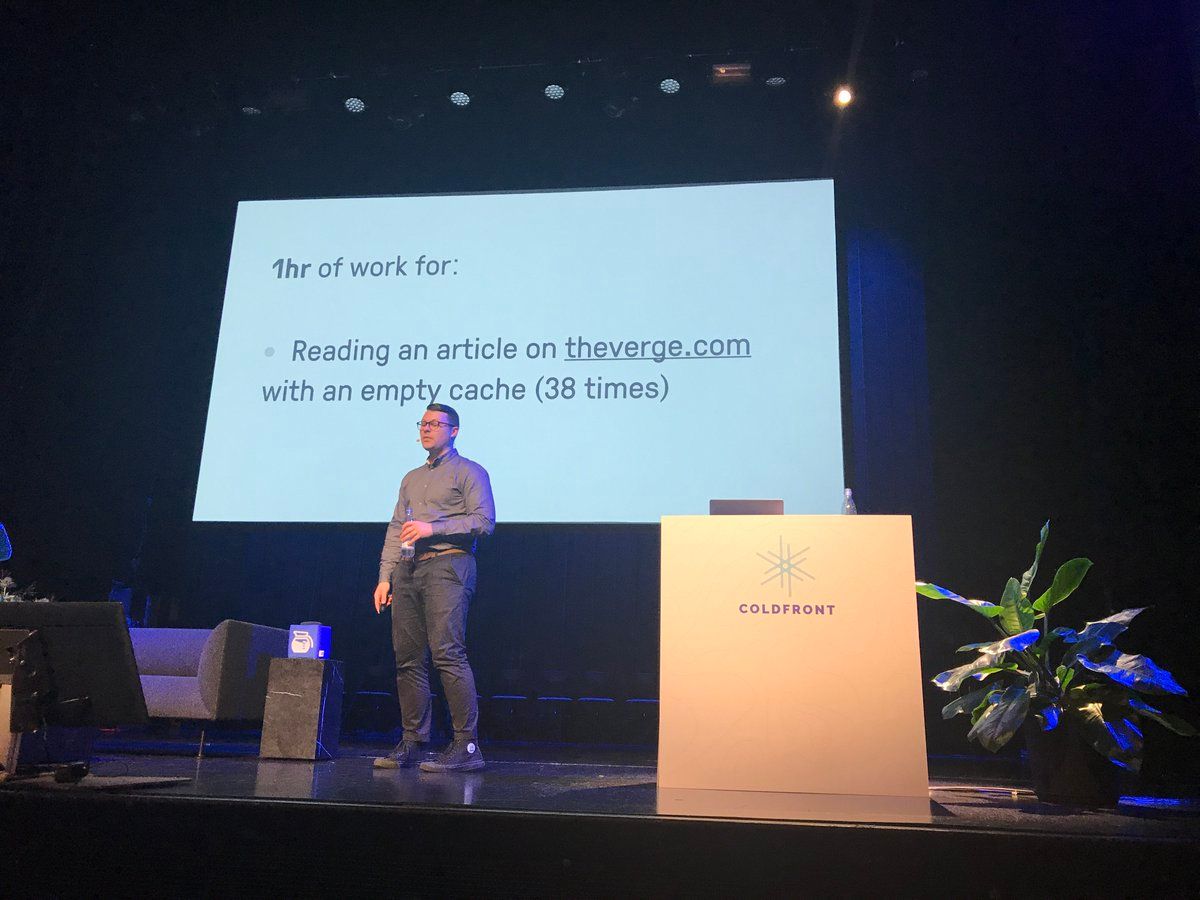 1hr of work for:
Reading an article on theverge.com
with an empty cache (38 times)
COLDFRONT